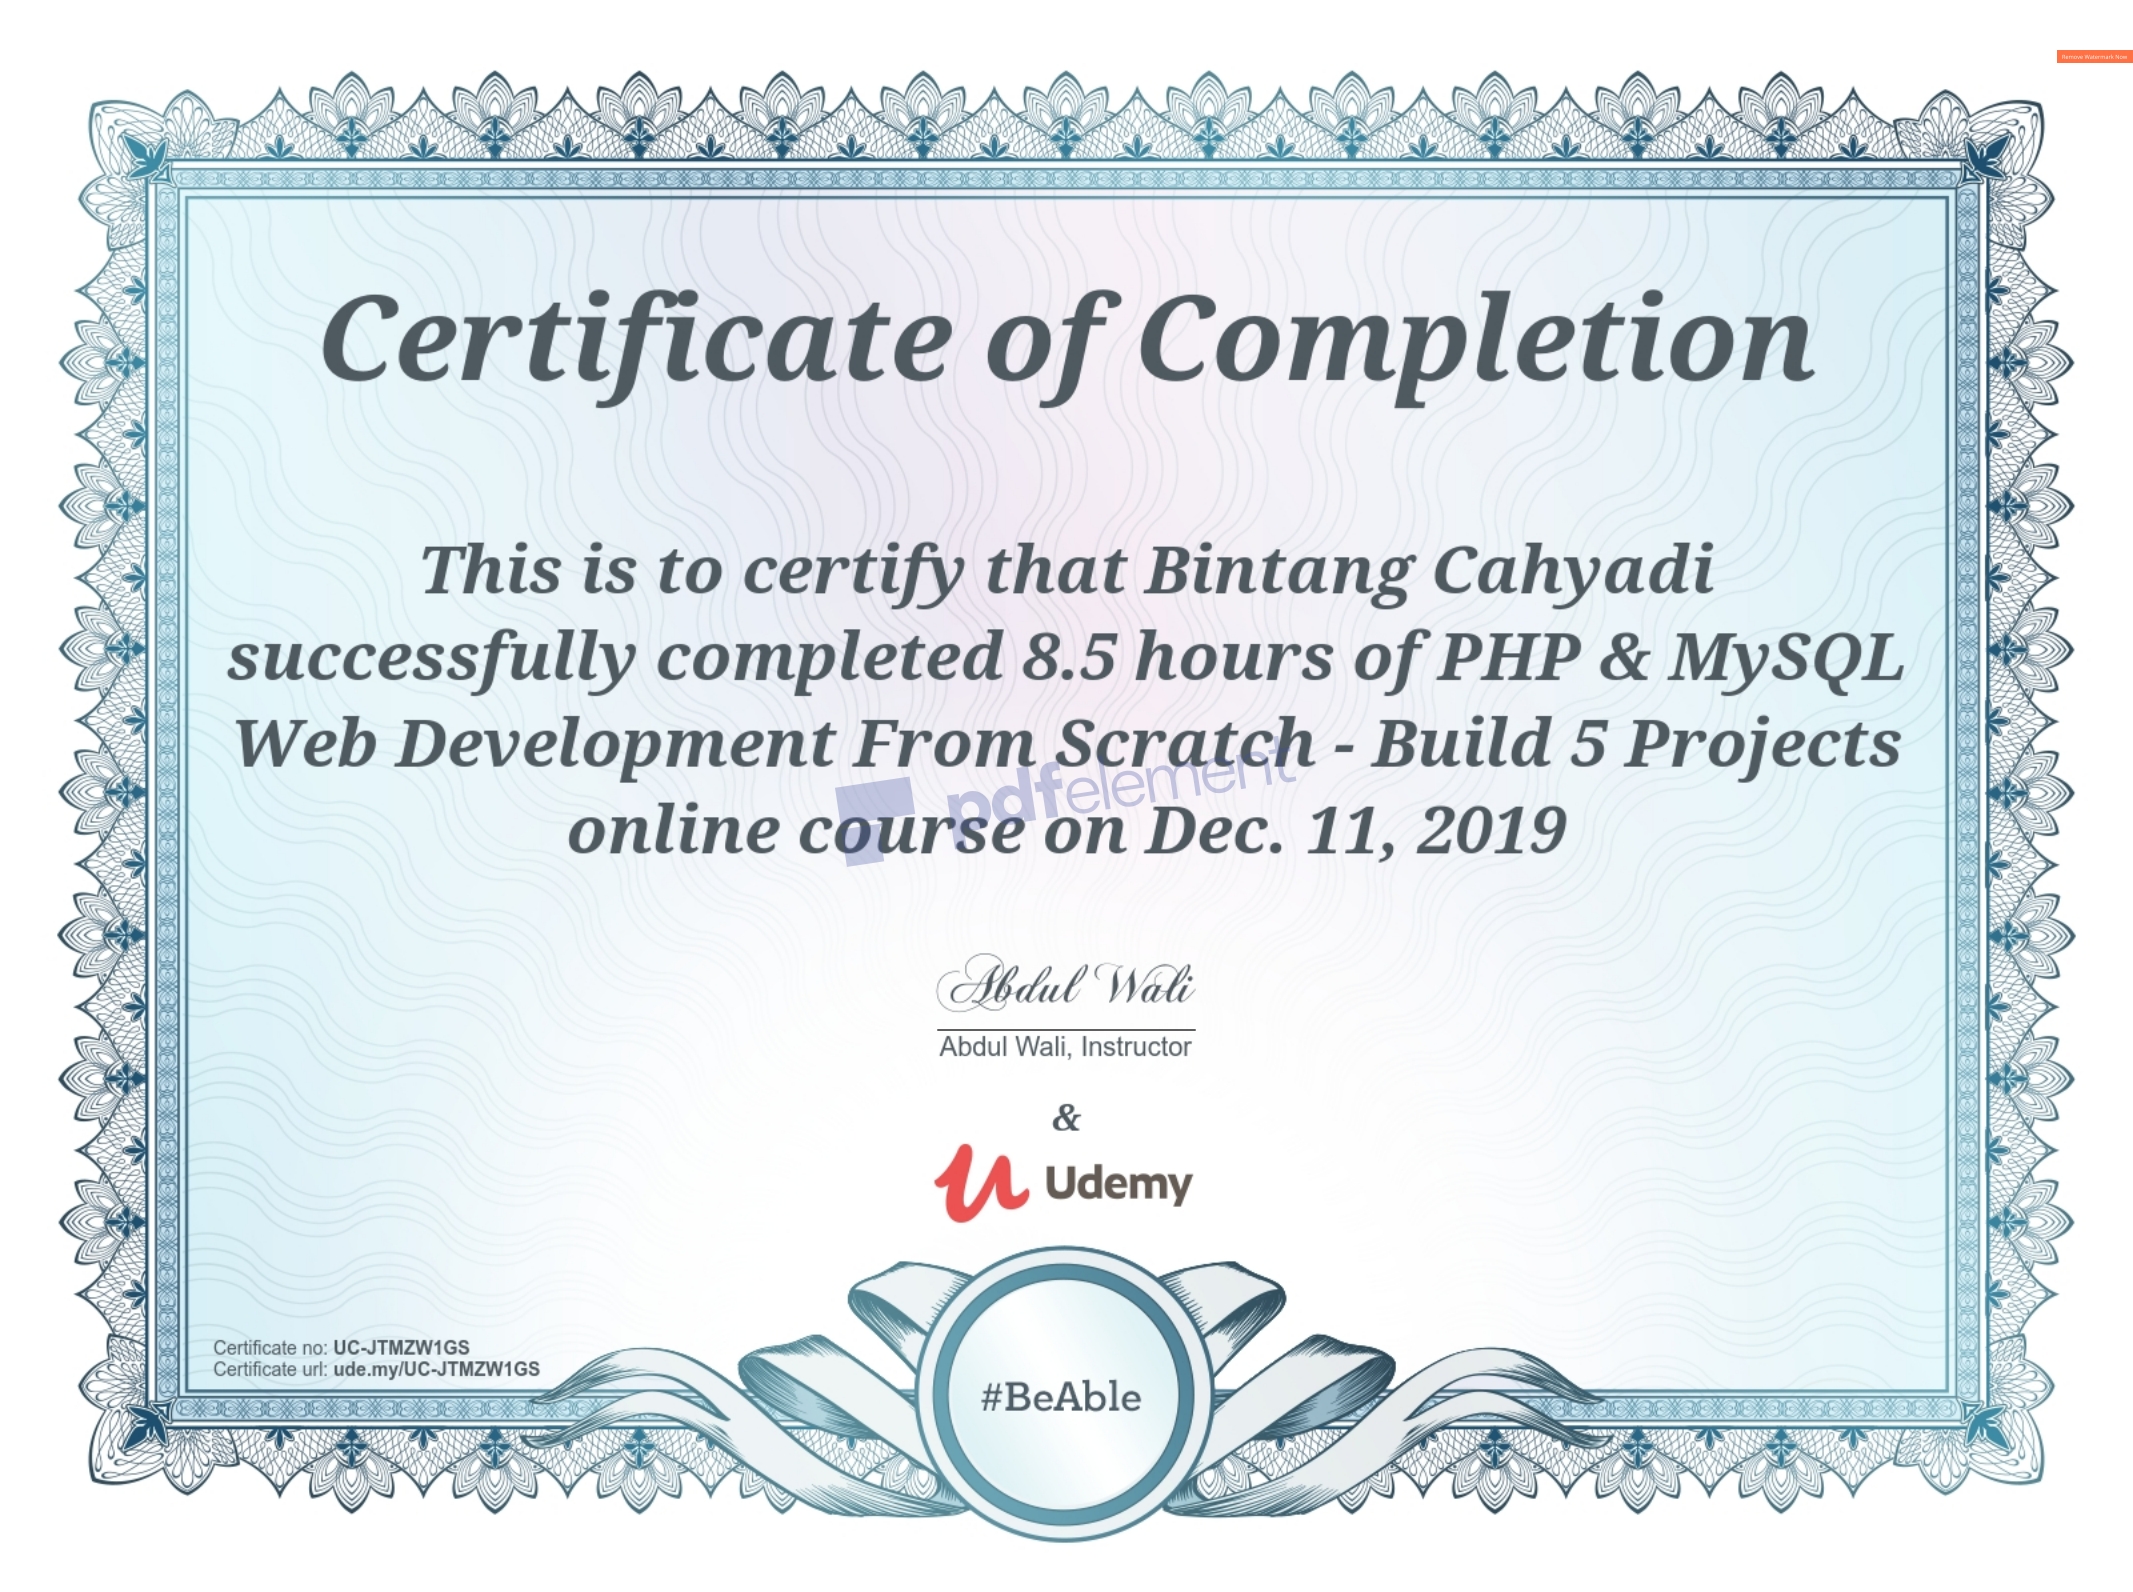 Remove Watermark Now
Certificate of Completion
This is to certify that Bintang Cahyadi
successfully completed 8.5 hours of PHP & MySQL
Web Development From Scratch - Build 5 Projects
online course on Dec. 11, 2019
pdfelement
Abdul Wali
Abdul Wali, Instructor
&
Udemy
Certificate no: UC-JTMZW1GS
Certificate url: ude.my/UC-JTMZW1GS
#BeAble